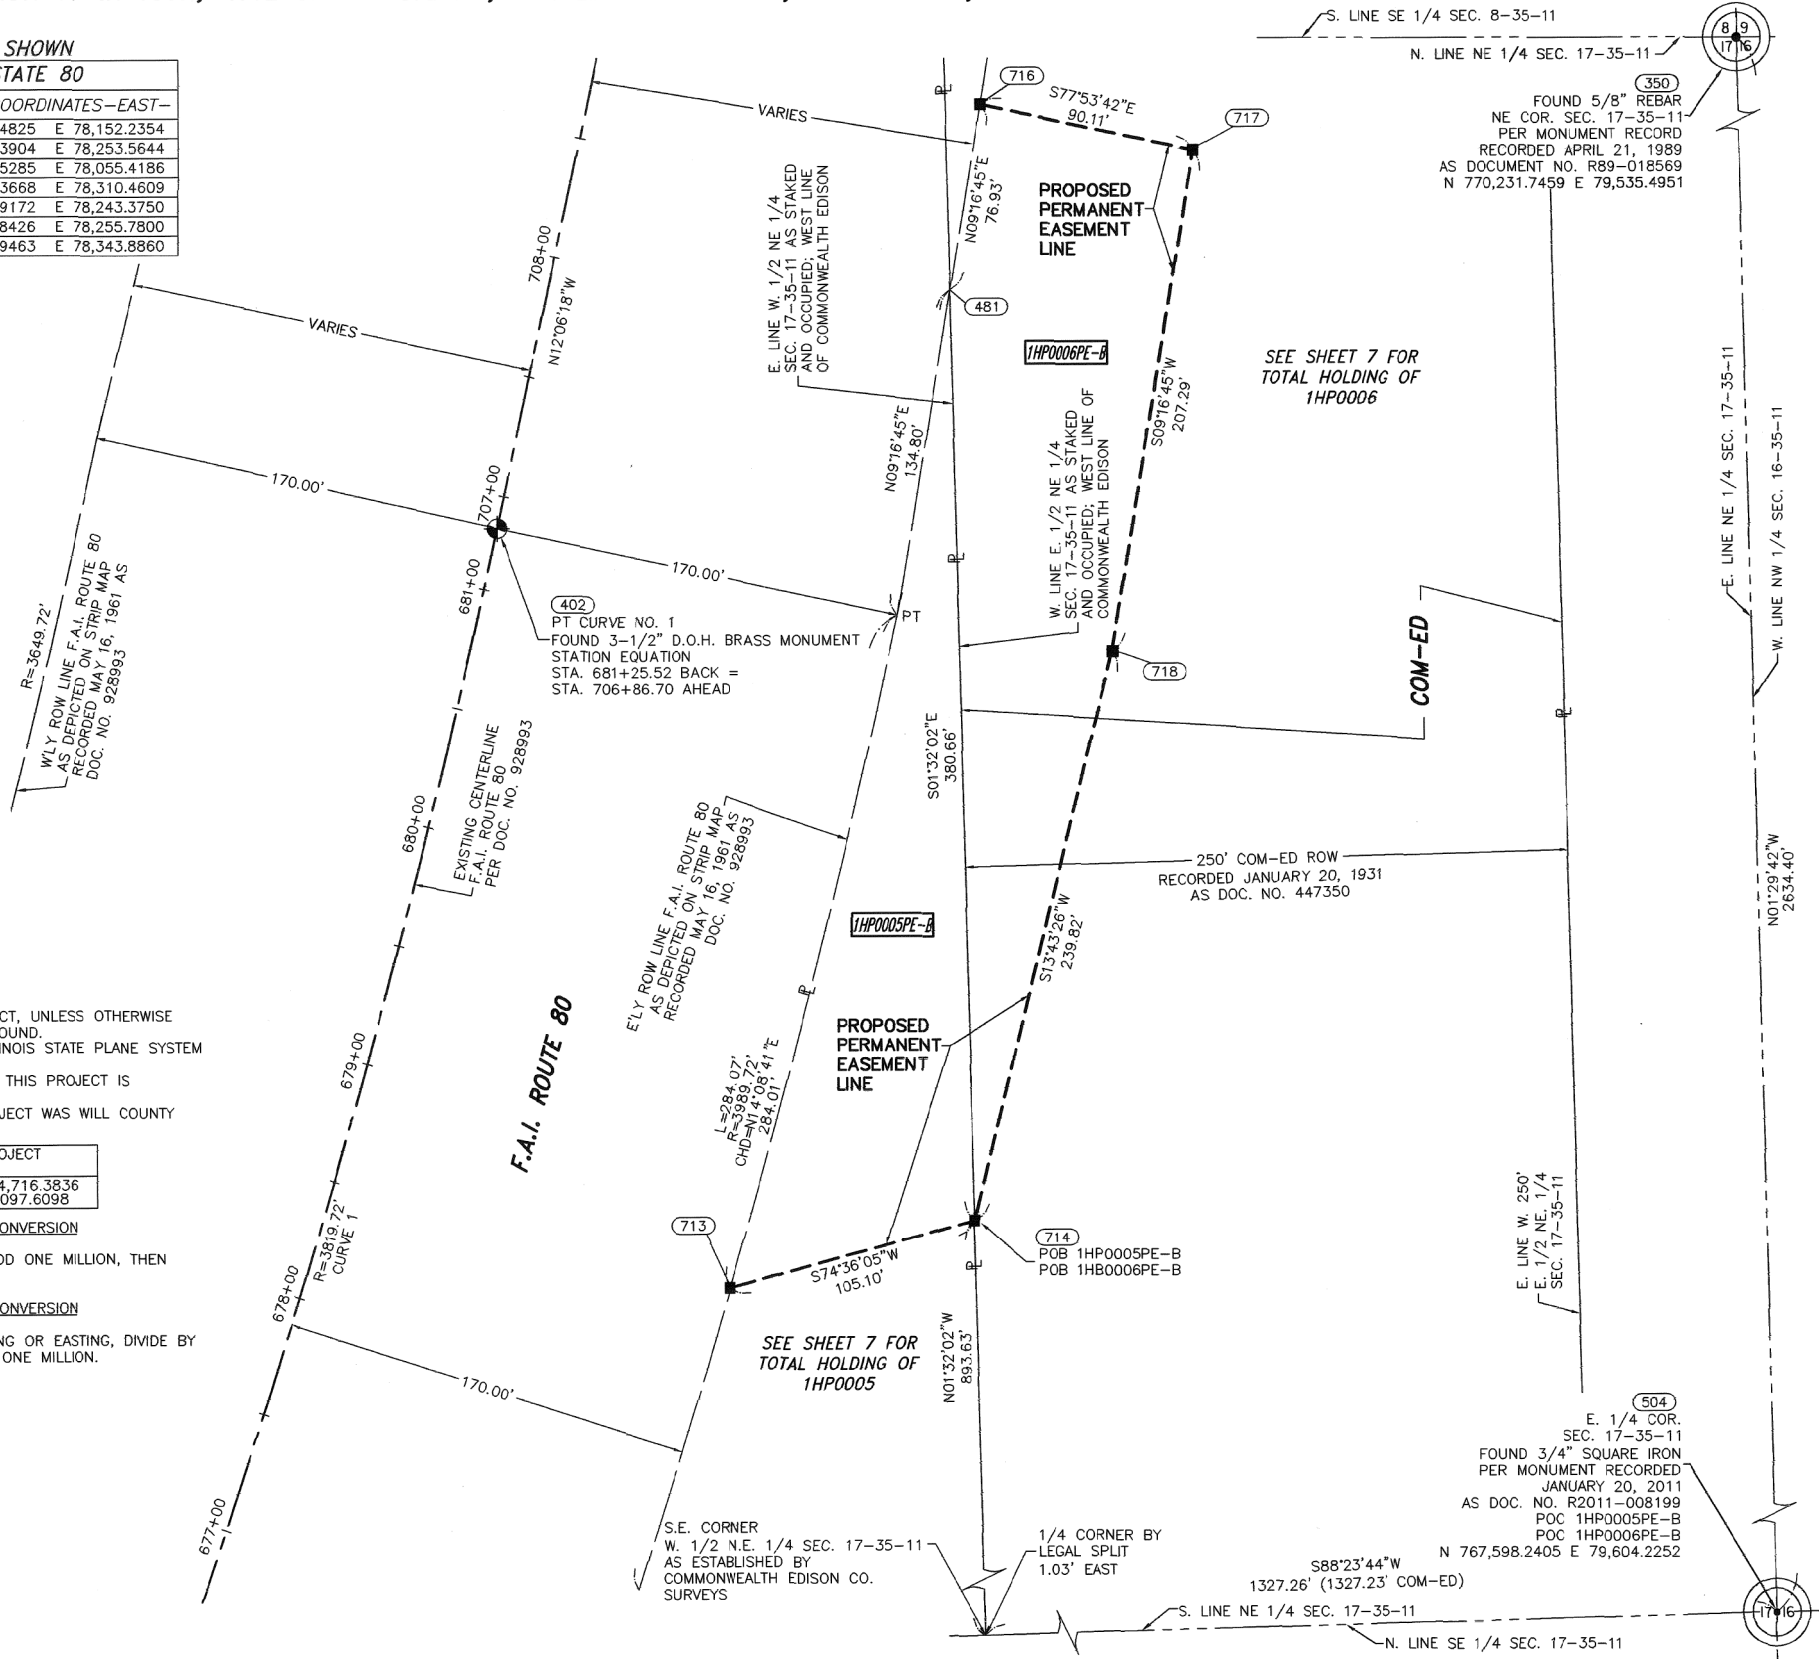 SHOWN
STATE 80
COORDINATES-EAST-
4825 E 78,152.2354
3904 E 78,253.5644
5285 E 78,055.4186
3668 E 78,310.4609
9172 E 78,243.3750
8426 E 78,255.7800
9463 E 78,343.8860
S. LINE SE 1/4 SEC. 8-35-11
N. LINE NE 1/4 SEC. 17-35-11
8 9
17 16
350
FOUND 5/8" REBAR
NE COR. SEC. 17-35-11
PER MONUMENT RECORD
RECORDED APRIL 21, 1989
AS DOCUMENT NO. R89-018569
N 770,231.7459 E 79,535.4951
716
S77°53'42"E
90.11'
717
VARIES
N09°16'45"E
76.93'
PROPOSED
PERMANENT
EASEMENT
LINE
E. LINE W. 1/2 NE 1/4
SEC. 17-35-11 AS STAKED
AND OCCUPIED; WEST LINE
OF COMMONWEALTH EDISON
708+00
N12°06'18"W
VARIES
481
1HP0006PE-B
SEE SHEET 7 FOR
TOTAL HOLDING OF
1HP0006
S09°16'45"W
207.29'
E. LINE NE 1/4 SEC. 17-35-11
W. LINE NW 1/4 SEC. 16-35-11
N09°16'45"E
134.80'
W. LINE E. 1/2 NE 1/4
SEC. 17-35-11 AS STAKED
AND OCCUPIED; WEST LINE OF
COMMONWEALTH EDISON
170.00'
707+00
170.00'
681+00
PT
402
PT CURVE NO. 1
FOUND 3-1/2" D.O.H. BRASS MONUMENT
STATION EQUATION
STA. 681+25.52 BACK =
STA. 706+86.70 AHEAD
R=3649.72'
W'LY ROW LINE F.A.I. ROUTE 80
AS DEPICTED ON STRIP MAP
RECORDED MAY 16, 1961 AS
DOC. NO. 928993
718
COM-ED
S01°32'02"E
380.66'
680+00
EXISTING CENTERLINE
F.A.I. ROUTE 80
PER DOC. NO. 928993
E'LY ROW LINE F.A.I. ROUTE 80
AS DEPICTED ON STRIP MAP
RECORDED MAY 16, 1961 AS
DOC. NO. 928993
250' COM-ED ROW
RECORDED JANUARY 20, 1931
AS DOC. NO. 447350
N01°29'42"W
2634.40'
1HP0005PE-B
S13°43'26"W
239.82'
PROPOSED
PERMANENT
EASEMENT
LINE
679+00
F.A.I. ROUTE 80
L=284.07'
R=3989.72'
CHD=N14°08'41"E
284.01'
CT, UNLESS OTHERWISE
OUND.
INOIS STATE PLANE SYSTEM
THIS PROJECT IS
JECT WAS WILL COUNTY
OJECT
4,716.3836
097.6098
ONVERSION
DD ONE MILLION, THEN
ONVERSION
NG OR EASTING, DIVIDE BY
ONE MILLION.
R=3819.72'
CURVE 1
678+00
713
S74°36'05"W
105.10'
714
POB 1HP0005PE-B
POB 1HB0006PE-B
E. LINE W. 250'
E. 1/2 NE. 1/4
SEC. 17-35-11
SEE SHEET 7 FOR
TOTAL HOLDING OF
1HP0005
N01°32'02"W
893.63'
170.00'
677+00
504
E. 1/4 COR.
SEC. 17-35-11
FOUND 3/4" SQUARE IRON
PER MONUMENT RECORDED
JANUARY 20, 2011
AS DOC. NO. R2011-008199
POC 1HP0005PE-B
POC 1HP0006PE-B
N 767,598.2405 E 79,604.2252
S.E. CORNER
W. 1/2 N.E. 1/4 SEC. 17-35-11
AS ESTABLISHED BY
COMMONWEALTH EDISON CO.
SURVEYS
1/4 CORNER BY
LEGAL SPLIT
1.03' EAST
S88°23'44"W
1327.26' (1327.23' COM-ED)
S. LINE NE 1/4 SEC. 17-35-11
N. LINE SE 1/4 SEC. 17-35-11
17 16